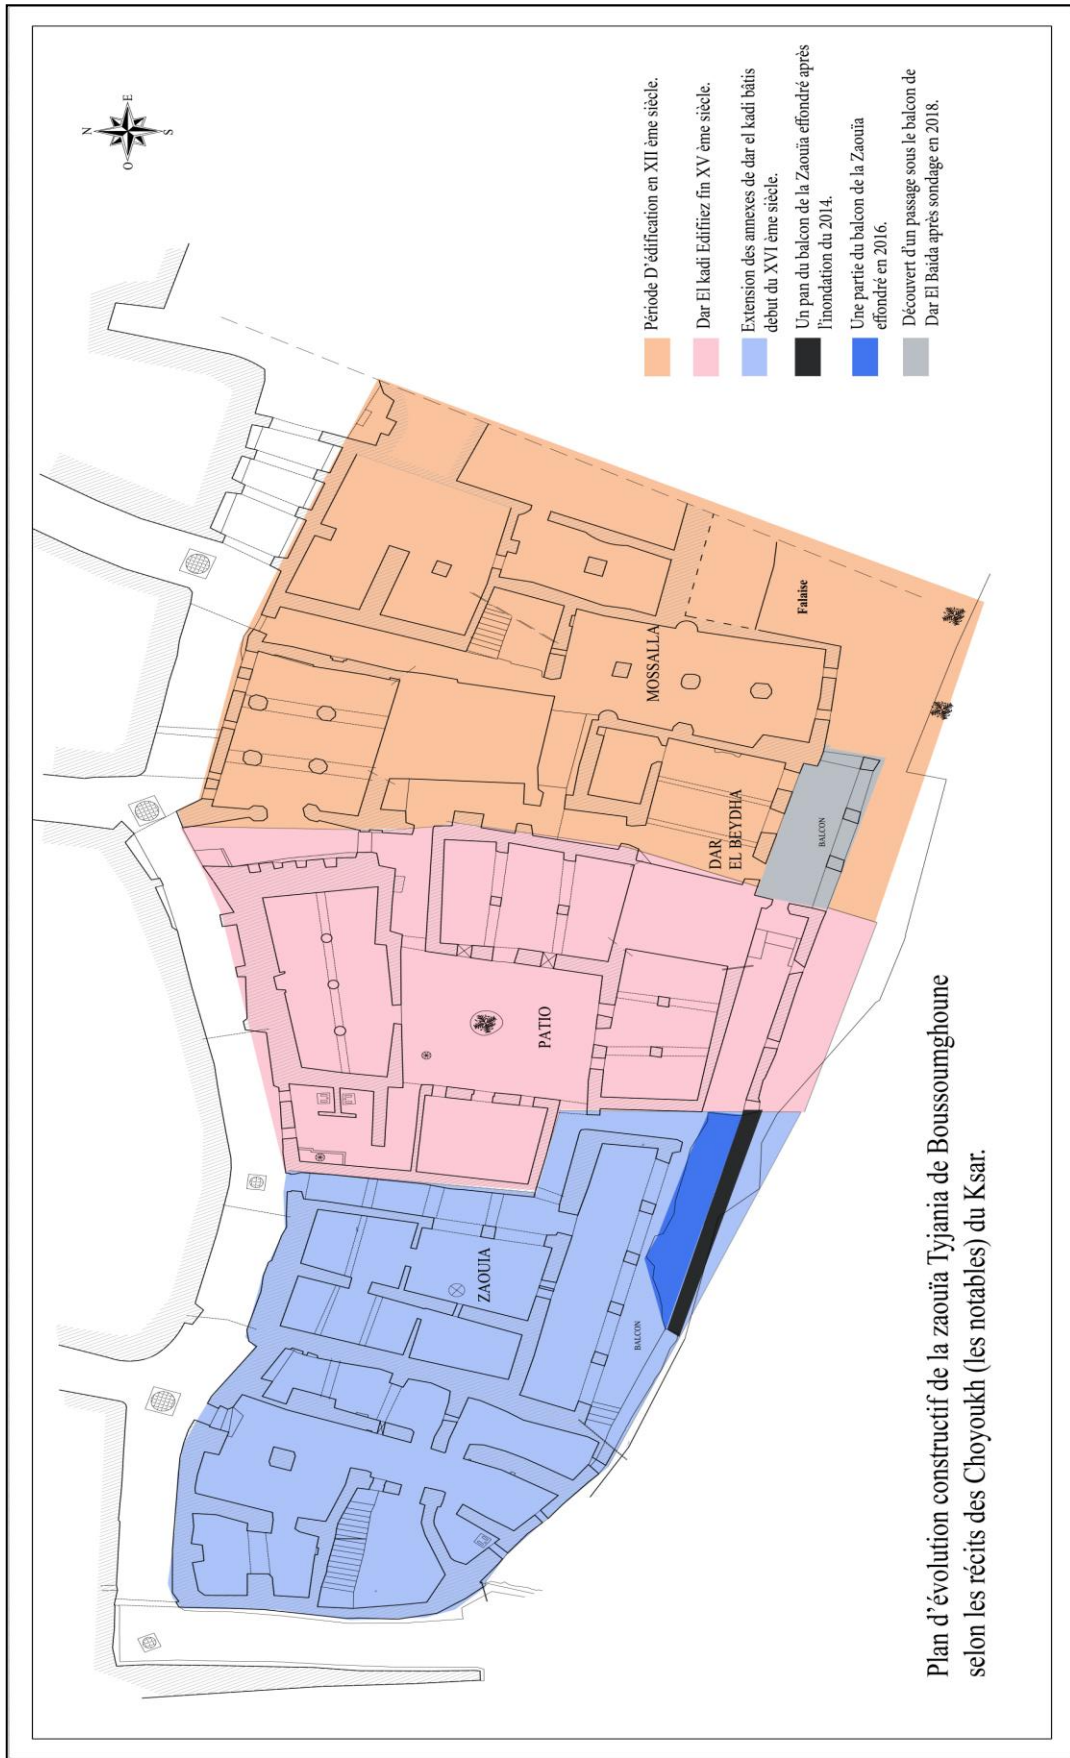 N
O
E
S
Période D'édification en XII ème siècle.
Dar El kadi Edifiiez fin XV ème siècle.
Extension des annexes de dar el kadi bâtis
debut du XVI ème siècle.
Un pan du balcon de la Zaouïa effondré après
l'inondation du 2014.
Une partie du balcon de la Zaouïa
effondré en 2016.
Découvert d'un passage sous le balcon de
Dar El Baida après sondage en 2018.
Falaise
MOSSALLA
DAR
EL BEYDHA
BALCON
PATIO
ZAOUIA
BALCON
Plan d'évolution constructif de la zaouïa Tyjania de Boussoumghoune
selon les récits des Choyoukh (les notables) du Ksar.